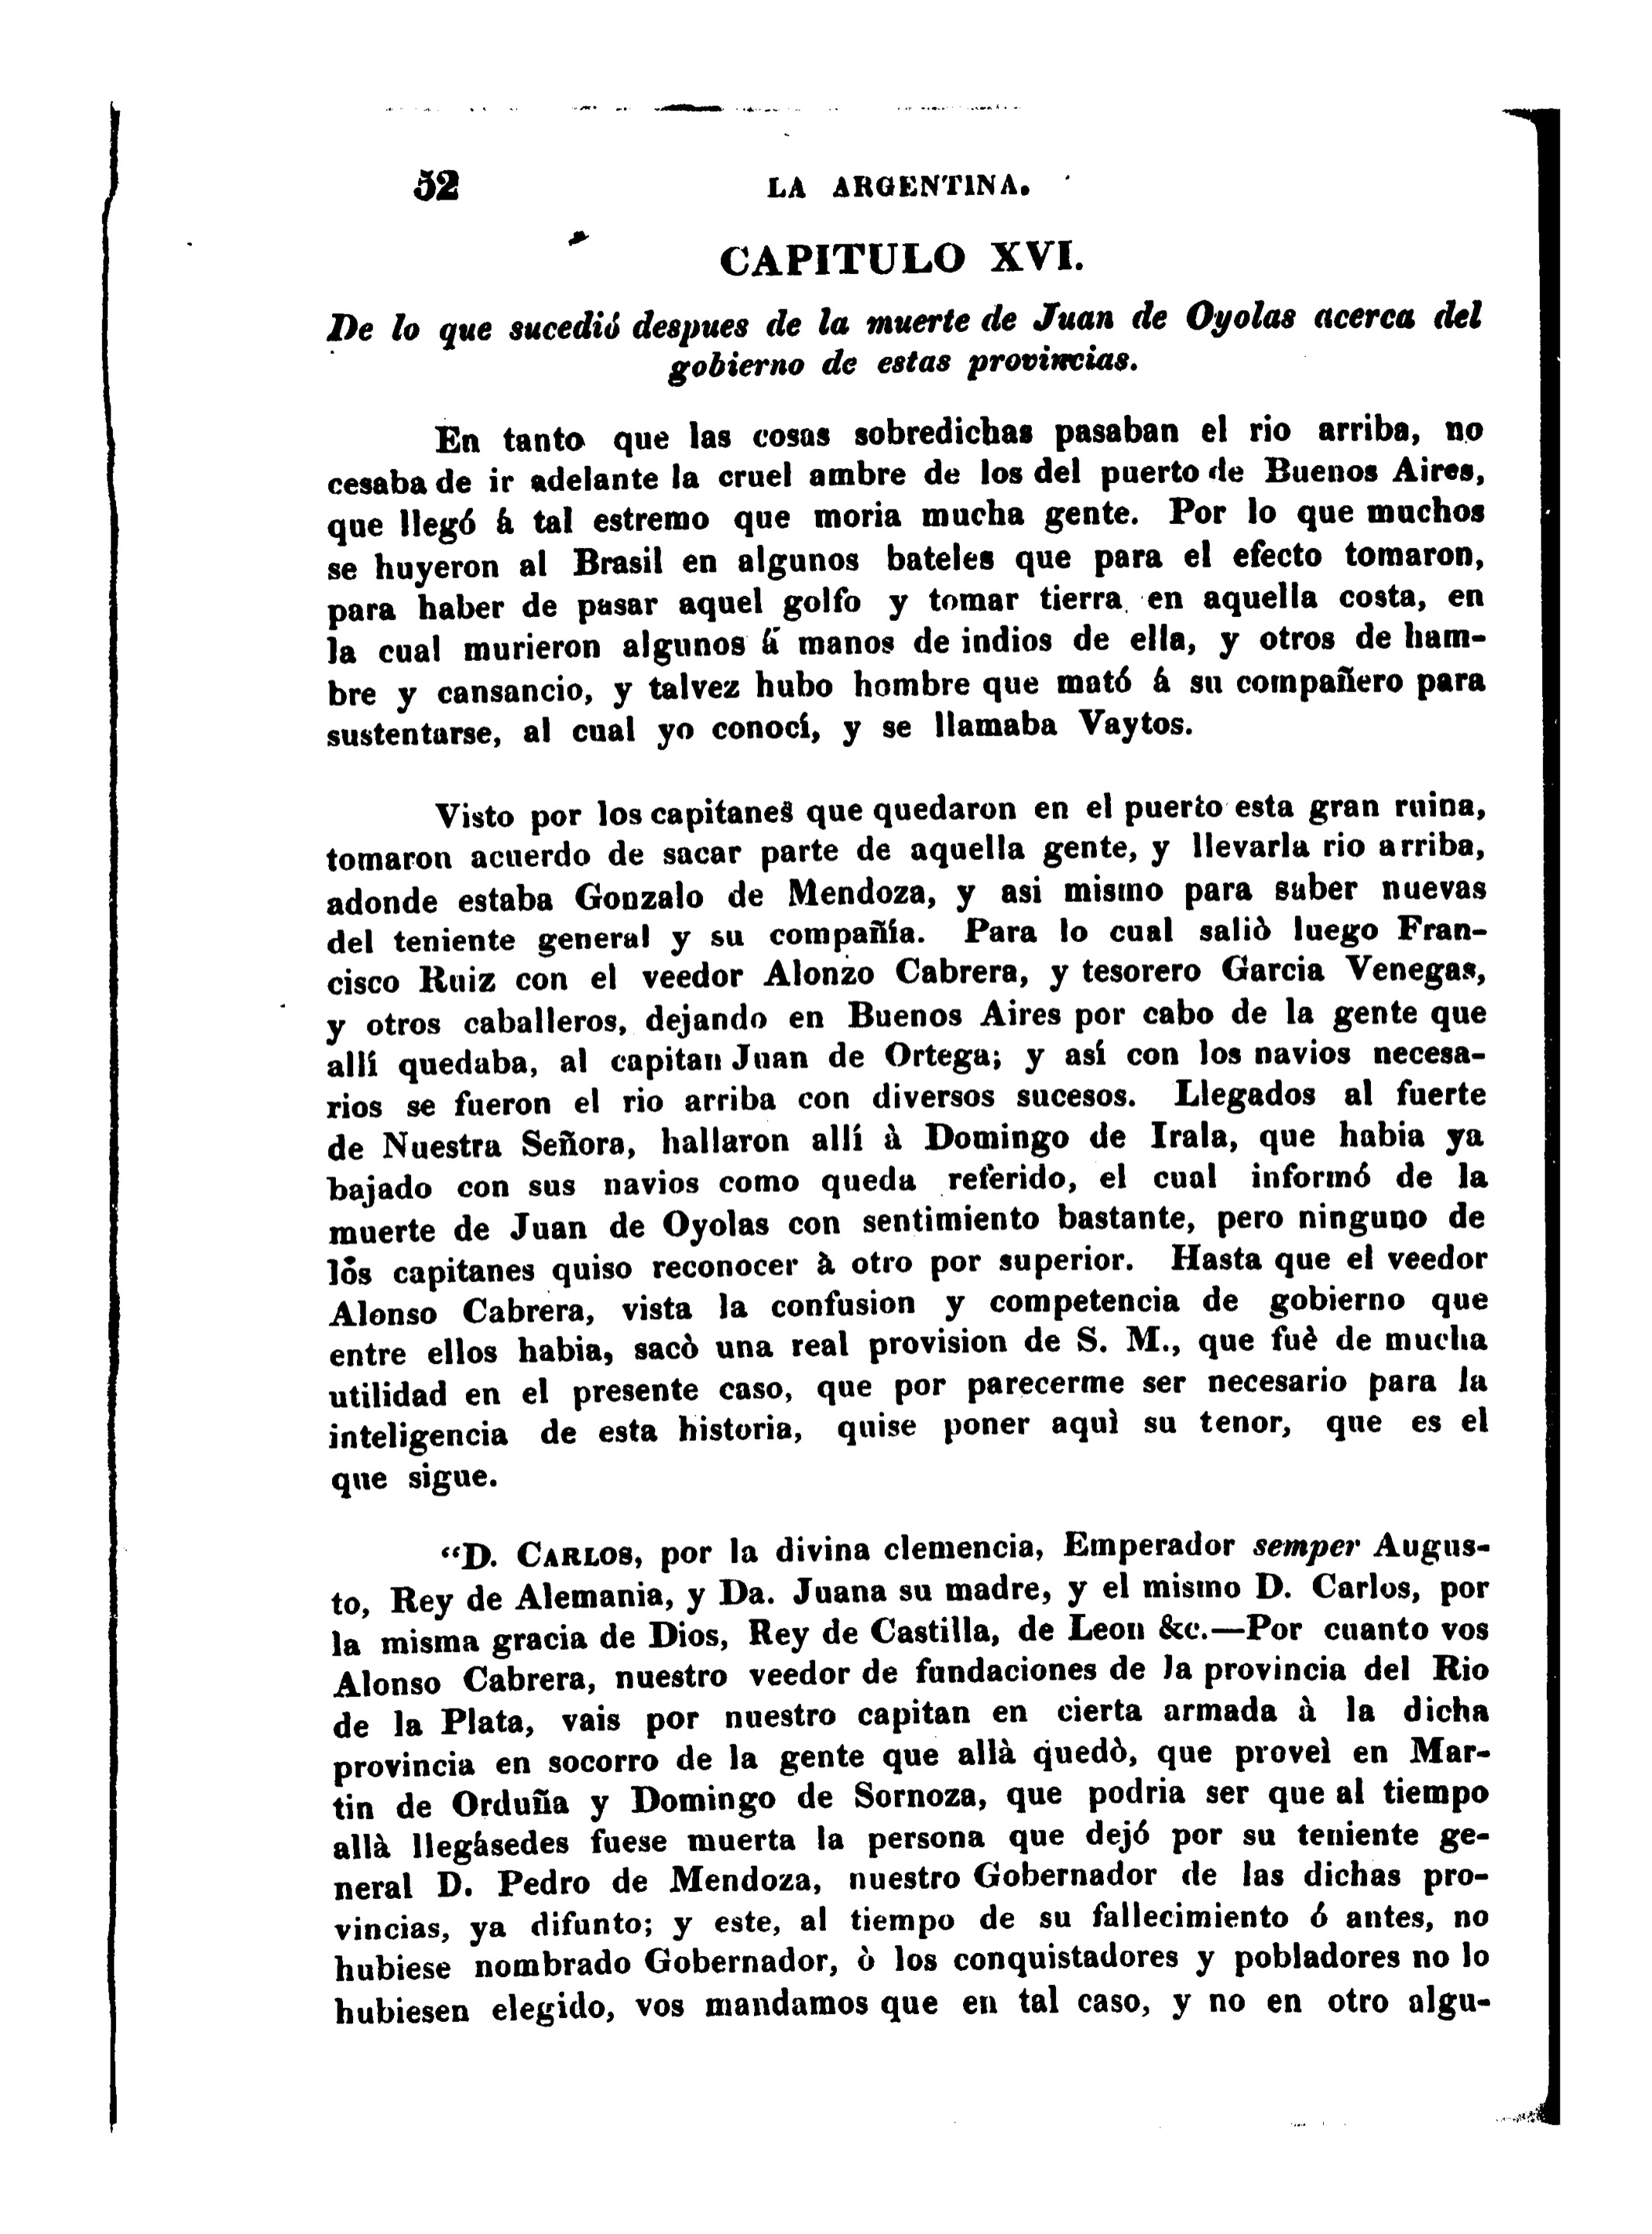 52 LA ARGENTINA.
CAPITULO XVI.
De lo que sucedió despues de la muerte de Juan de Oyolas acerca del
gobierno de estas provincias.
En tanto que las cosas sobredichas pasaban el rio arriba, no
cesaba de ir adelante la cruel ambre de los del puerto de Buenos Aires,
que llegó á tal estremo que moria mucha gente. Por lo que muchos
se huyeron al Brasil en algunos bateles que para el efecto tomaron,
para haber de pasar aquel golfo y tomar tierra en aquella costa, en
la cual murieron algunos á manos de indios de ella, y otros de ham-
bre y cansancio, y talvez hubo hombre que mató á su compañero para
sustentarse, al cual yo conocí, y se llamaba Vaytos.
Visto por los capitanes que quedaron en el puerto esta gran ruina,
tomaron acuerdo de sacar parte de aquella gente, y llevarla rio arriba,
adonde estaba Gonzalo de Mendoza, y asi mismo para saber nuevas
del teniente general y su compañía. Para lo cual saliò luego Fran-
cisco Ruiz con el veedor Alonzo Cabrera, y tesorero Garcia Venegas,
y otros caballeros, dejando en Buenos Aires por cabo de la gente que
allí quedaba, al capitan Juan de Ortega; y así con los navios necesa-
rios se fueron el rio arriba con diversos sucesos. Llegados al fuerte
de Nuestra Señora, hallaron allí à Domingo de Irala, que habia ya
bajado con sus navios como queda referido, el cual informó de la
muerte de Juan de Oyolas con sentimiento bastante, pero ninguno de
los capitanes quiso reconocer à otro por superior. Hasta que el veedor
Alonso Cabrera, vista la confusion y competencia de gobierno que
entre ellos habia, sacò una real provision de S. M., que fuè de mucha
utilidad en el presente caso, que por parecerme ser necesario para la
inteligencia de esta historia, quise poner aquì su tenor, que es el
que sigue.
“D. CARLOS, por la divina clemencia, Emperador semper Augus-
to, Rey de Alemania, y Da. Juana su madre, y el mismo D. Carlos, por
la misma gracia de Dios, Rey de Castilla, de Leon &c.—Por cuanto vos
Alonso Cabrera, nuestro veedor de fundaciones de la provincia del Rio
de la Plata, vais por nuestro capitan en cierta armada à la dicha
provincia en socorro de la gente que allà quedò, que proveì en Mar-
tin de Orduña y Domingo de Sornoza, que podria ser que al tiempo
allà llegásedes fuese muerta la persona que dejó por su teniente ge-
neral D. Pedro de Mendoza, nuestro Gobernador de las dichas pro-
vincias, ya difunto; y este, al tiempo de su fallecimiento ó antes, no
hubiese nombrado Gobernador, ò los conquistadores y pobladores no lo
hubiesen elegido, vos mandamos que en tal caso, y no en otro algu-